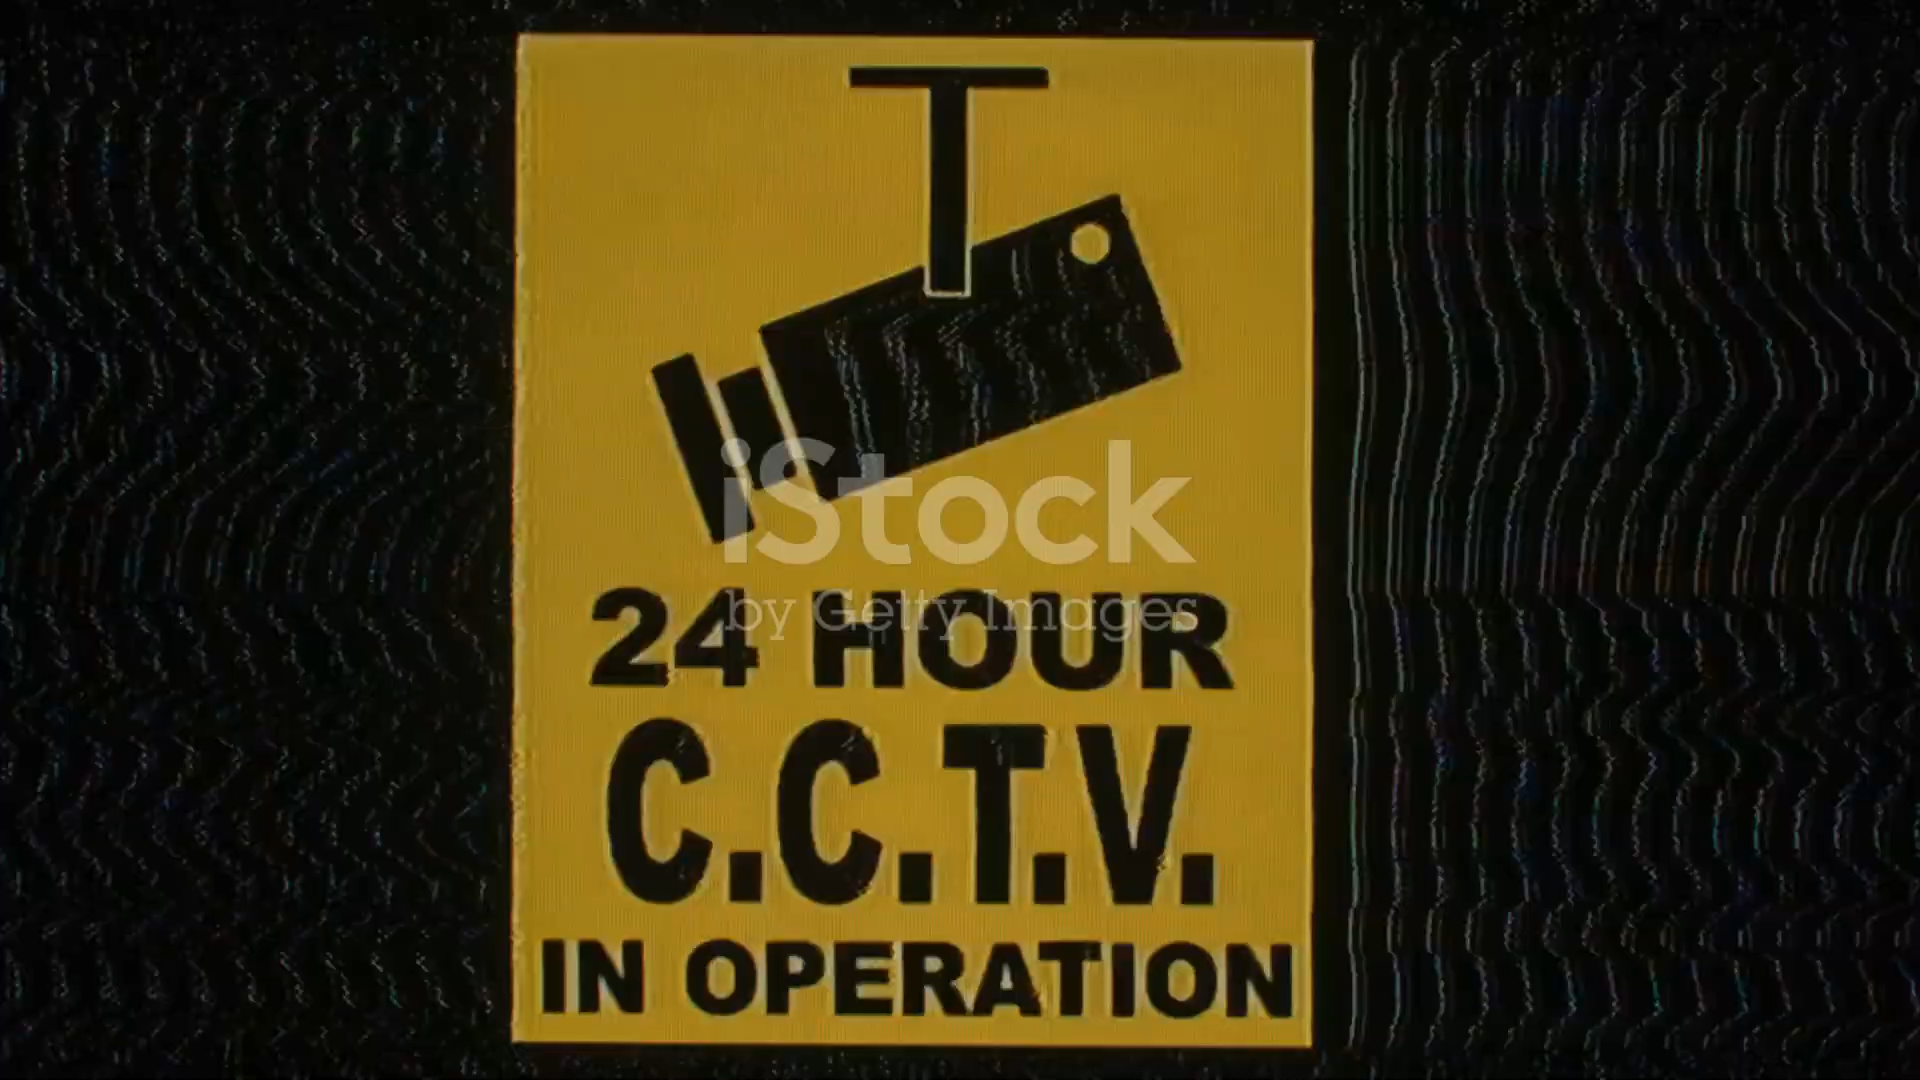 iStock
by Getty Images
24 HOUR
C.C.T.V.
IN OPERATION